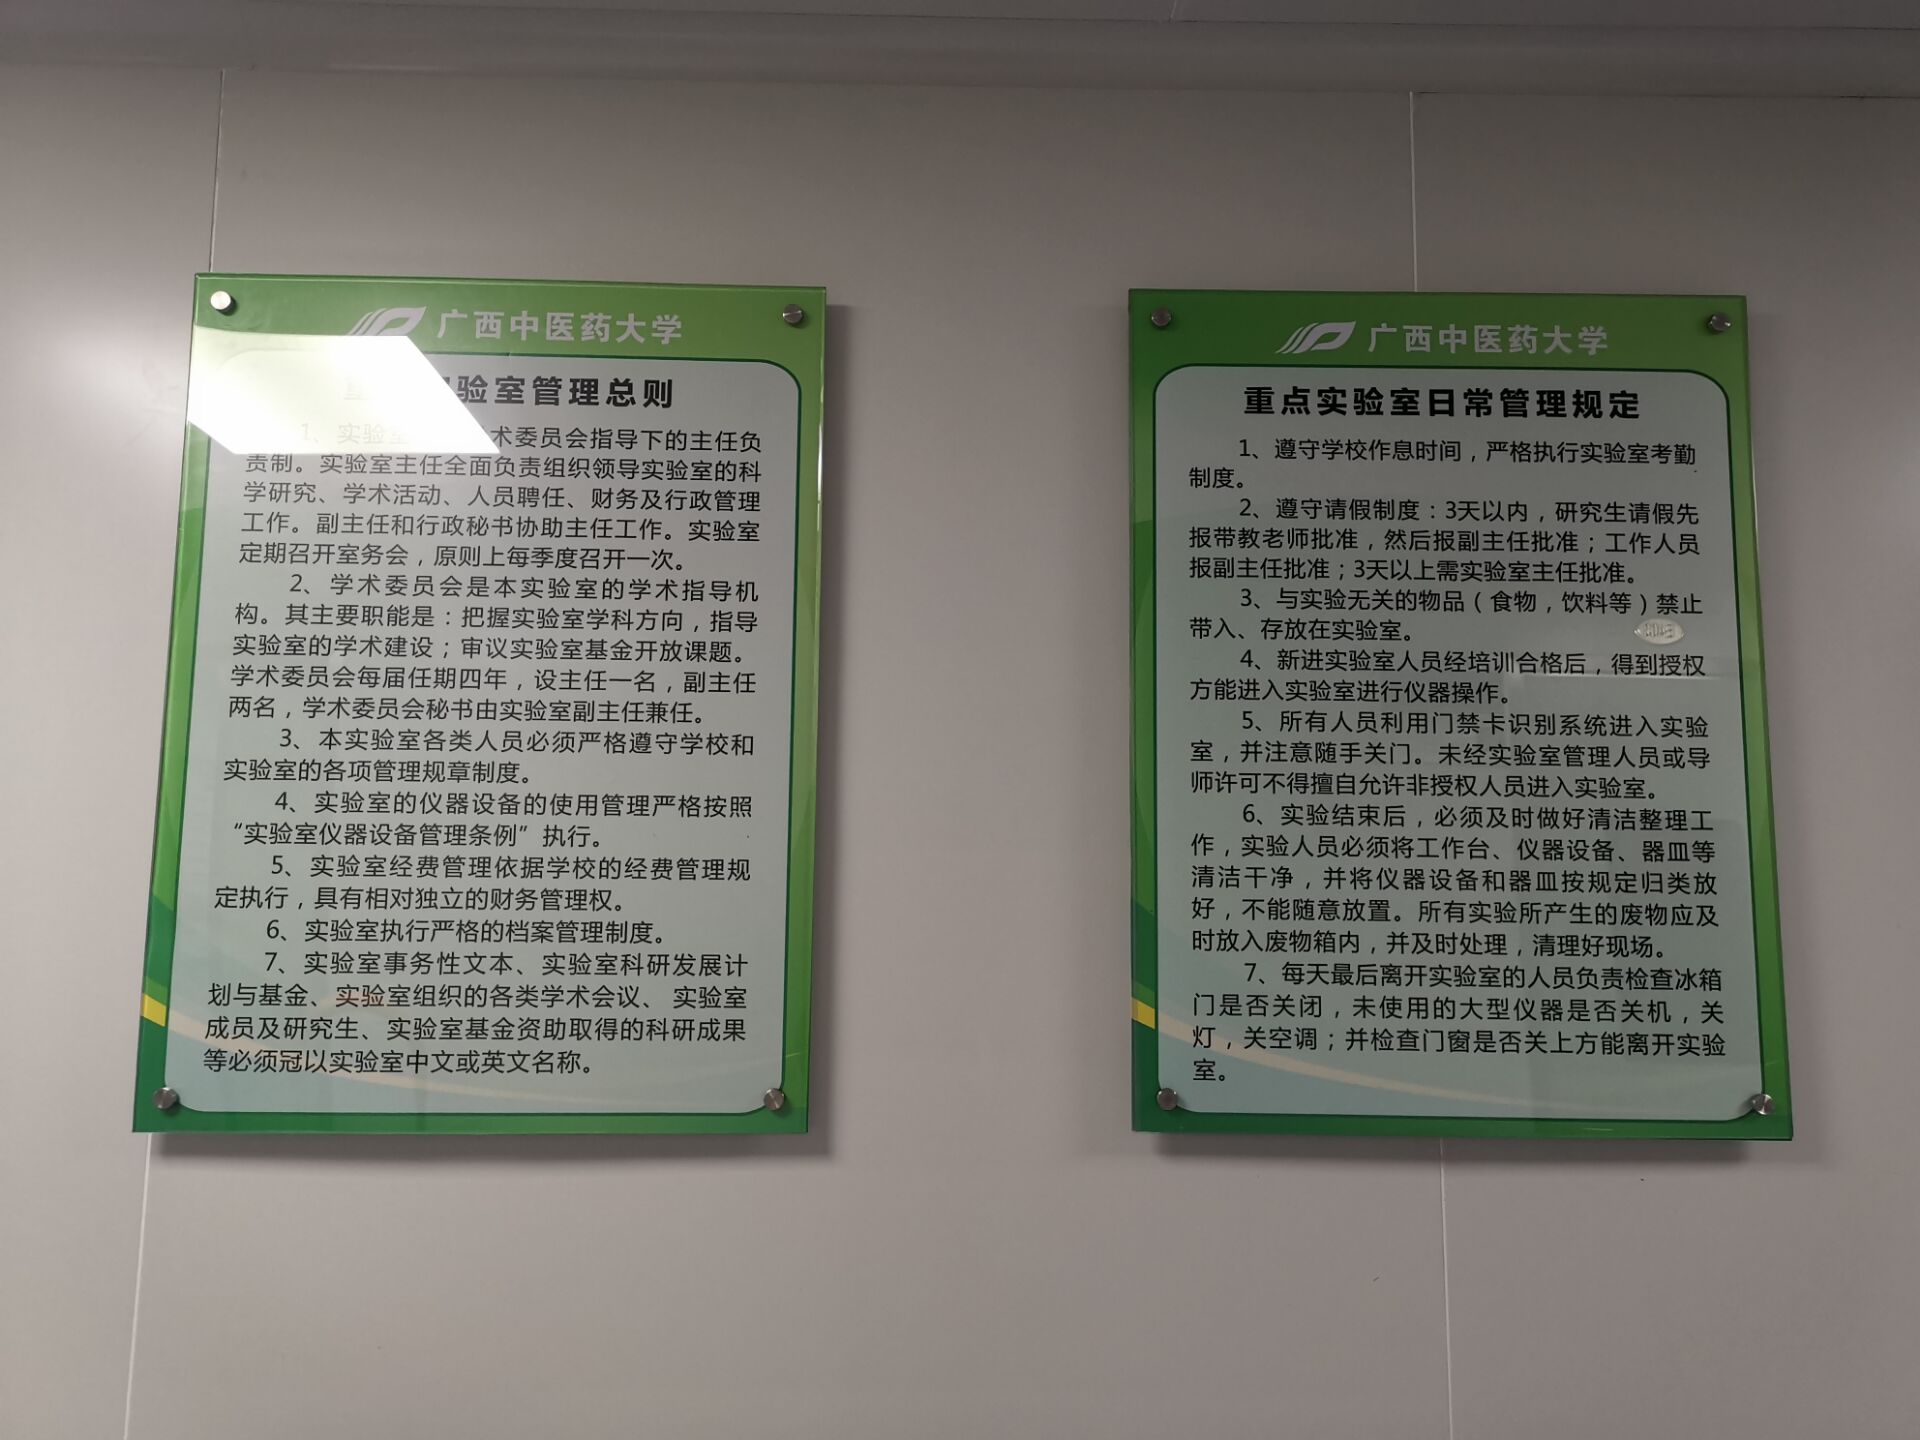 广西中医药大学
实验室管理总则
1、实验室 术委员会指导下的主任负
责制。实验室主任全面负责组织领导实验室的科
学研究、学术活动、人员聘任、财务及行政管理
工作。副主任和行政秘书协助主任工作。实验室
定期召开室务会，原则上每季度召开一次。
2、学术委员会是本实验室的学术指导机
构。其主要职能是：把握实验室学科方向，指导
实验室的学术建设；审议实验室基金开放课题。
学术委员会每届任期四年，设主任一名，副主任
两名，学术委员会秘书由实验室副主任兼任。
3、本实验室各类人员必须严格遵守学校和
实验室的各项管理规章制度。
4、实验室的仪器设备的使用管理严格按照
“实验室仪器设备管理条例”执行。
5、实验室经费管理依据学校的经费管理规
定执行，具有相对独立的财务管理权。
6、实验室执行严格的档案管理制度。
7、实验室事务性文本、实验室科研发展计
划与基金、实验室组织的各类学术会议、 实验室
成员及研究生、实验室基金资助取得的科研成果
等必须冠以实验室中文或英文名称。
广西中医药大学
重点实验室日常管理规定
1、遵守学校作息时间，严格执行实验室考勤
制度。
2、遵守请假制度：3天以内，研究生请假先
报带教老师批准，然后报副主任批准；工作人员
报副主任批准；3天以上需实验室主任批准。
3、与实验无关的物品（食物，饮料等）禁止
带入、存放在实验室。
4、新进实验室人员经培训合格后，得到授权
方能进入实验室进行仪器操作。
5、所有人员利用门禁卡识别系统进入实验
室，并注意随手关门。未经实验室管理人员或导
师许可不得擅自允许非授权人员进入实验室。
6、实验结束后，必须及时做好清洁整理工
作，实验人员必须将工作台、仪器设备、器皿等
清洁干净，并将仪器设备和器皿按规定归类放
好，不能随意放置。所有实验所产生的废物应及
时放入废物箱内，并及时处理，清理好现场。
7、每天最后离开实验室的人员负责检查冰箱
门是否关闭，未使用的大型仪器是否关机，关
灯，关空调；并检查门窗是否关上方能离开实验
室。